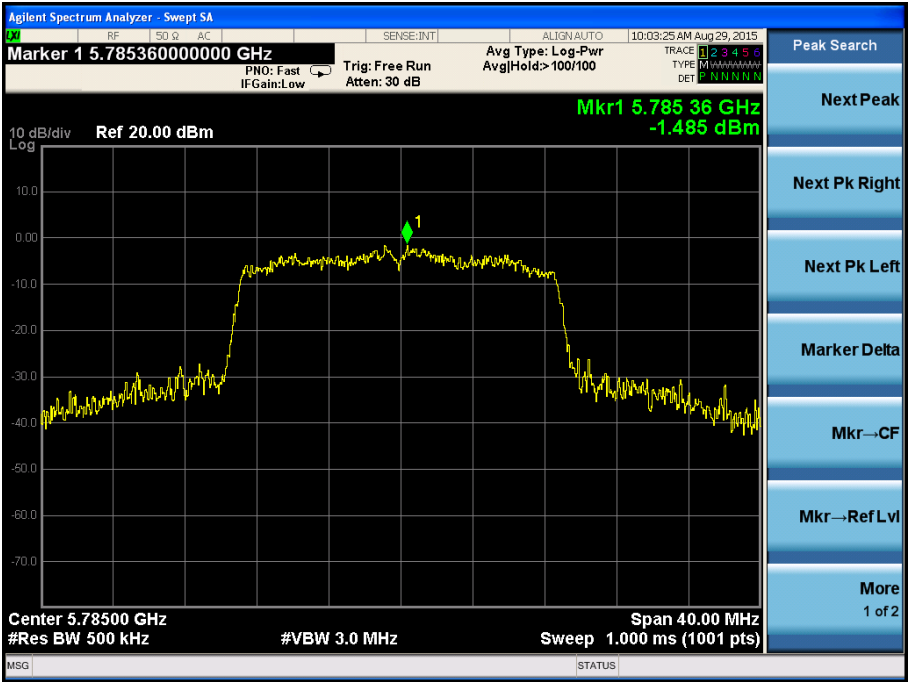 Agilent Spectrum Analyzer - Swept SA
LXI RF 50 Ω AC SENSE:INT ALIGN AUTO 10:03:25 AM Aug 29, 2015
Marker 1 5.785360000000 GHz
PNO: Fast
IFGain:Low
Trig: Free Run
Atten: 30 dB
Avg Type: Log-Pwr
Avg|Hold:>100/100
TRACE 1 2 3 4 5 6
TYPE M WWWWW
DET P N N N N N
Mkr1 5.785 36 GHz
-1.485 dBm
10 dB/div Ref 20.00 dBm
Log
10.0
0.00
-10.0
-20.0
-30.0
-40.0
-50.0
-60.0
-70.0
1
Center 5.78500 GHz Span 40.00 MHz
#Res BW 500 kHz #VBW 3.0 MHz Sweep 1.000 ms (1001 pts)
MSG STATUS
Peak Search
Next Peak
Next Pk Right
Next Pk Left
Marker Delta
Mkr→CF
Mkr→Ref Lvl
More
1 of 2